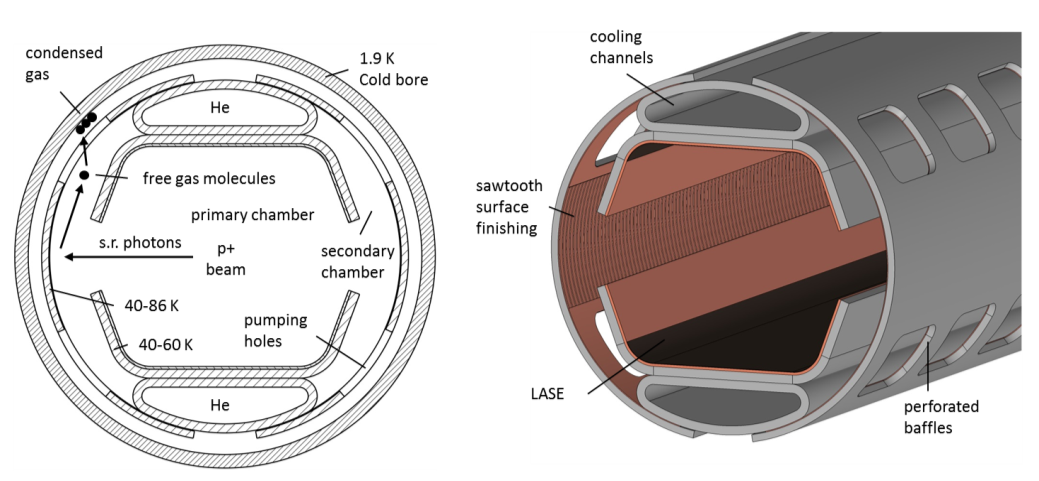 condensed
gas
1.9 K
Cold bore
He
free gas molecules
primary chamber
s.r. photons
p+
beam
secondary
chamber
40-86 K
pumping
holes
40-60 K
He
cooling
channels
sawtooth
surface
finishing
LASE
perforated
baffles